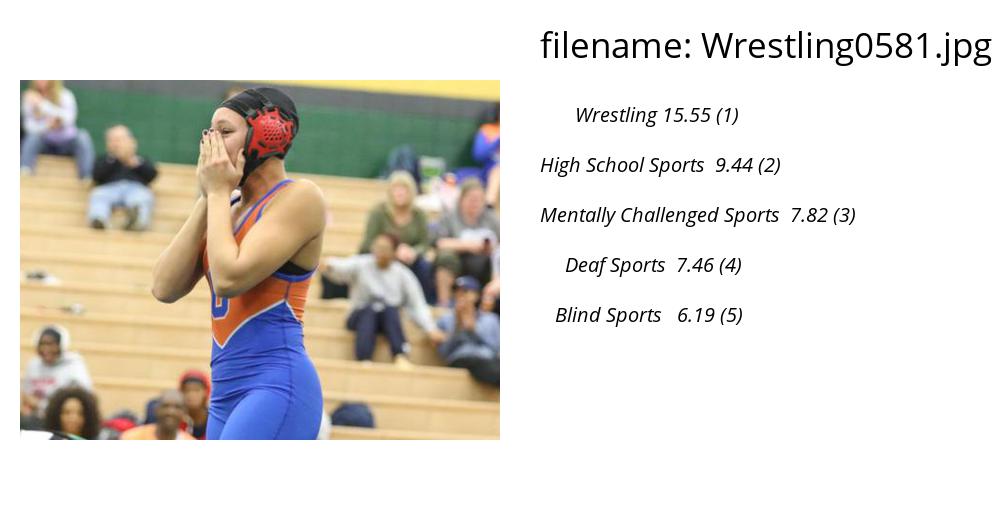 filename: Wrestling0581.jpg
Wrestling 15.55 (1)
High School Sports 9.44 (2)
Mentally Challenged Sports 7.82 (3)
Deaf Sports 7.46 (4)
Blind Sports 6.19 (5)